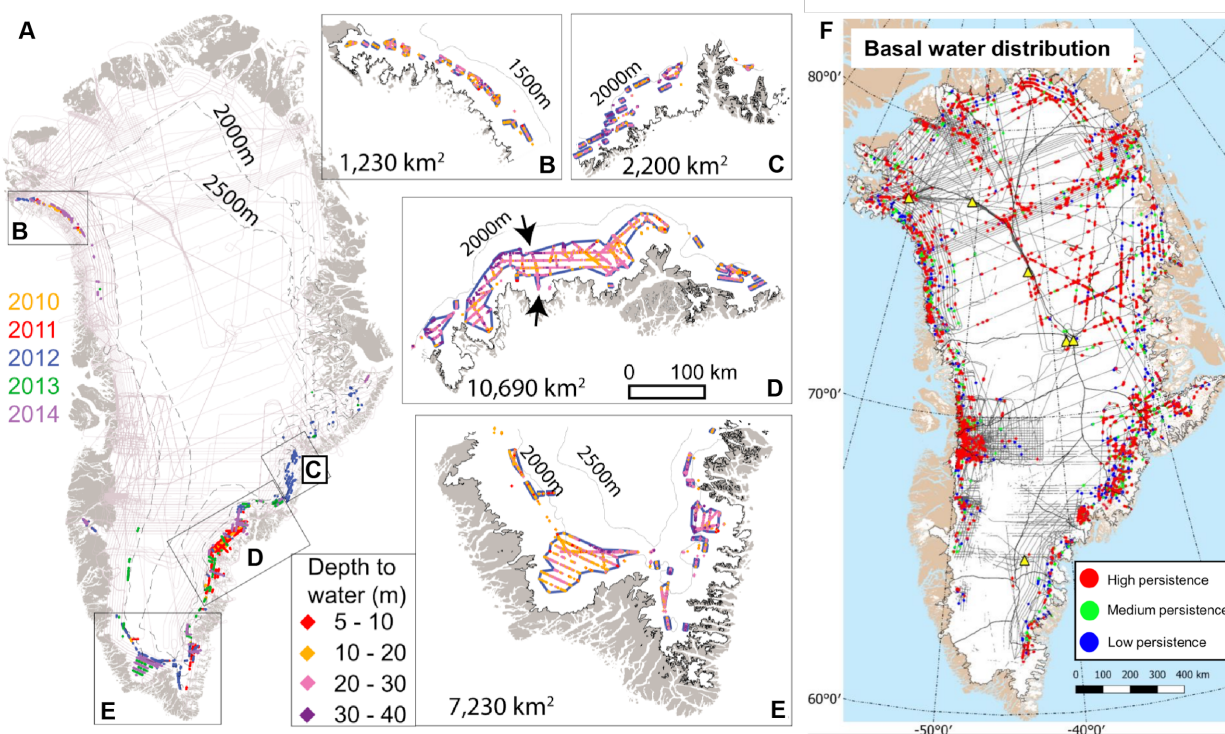 A
2000m
2500m
B
2010
2011
2012
2013
2014
C
D
E
1500m
1,230 km²
B
2000m
2,200 km²
C
2000m
10,690 km²
0 100 km
D
Depth to
water (m)
5 - 10
10 - 20
20 - 30
30 - 40
2000m
2500m
7,230 km²
E
F
Basal water distribution
80°0′
70°0′
60°0′
High persistence
Medium persistence
Low persistence
0 100 200 300 400 km
-50°0′
-40°0′